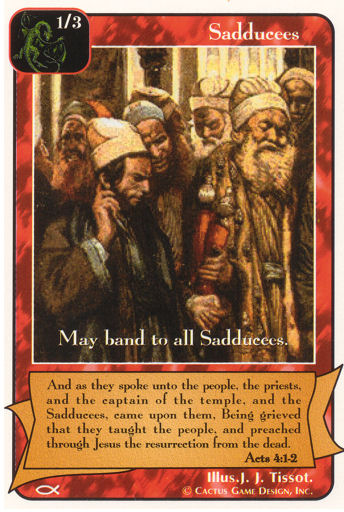 1/3
Sadducees
May band to all Sadducees.
And as they spoke unto the people, the priests,
and the captain of the temple, and the
Sadducees, came upon them, Being grieved
that they taught the people, and preached
through Jesus the resurrection from the dead.
Acts 4:1-2
Illus.J. J. Tissot.
© CACTUS GAME DESIGN, INC.